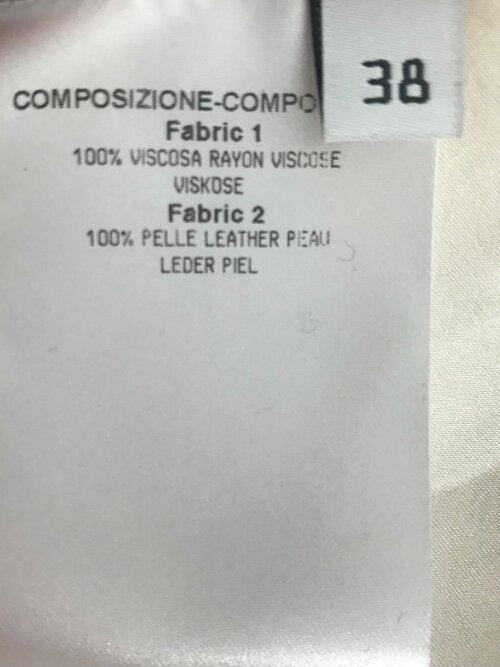 38
COMPOSIZIONE-COMPO
Fabric 1
100% VISCOSA RAYON VISCOSE
VISKOSE
Fabric 2
100% PELLE LEATHER PEAU
LEDER PIEL